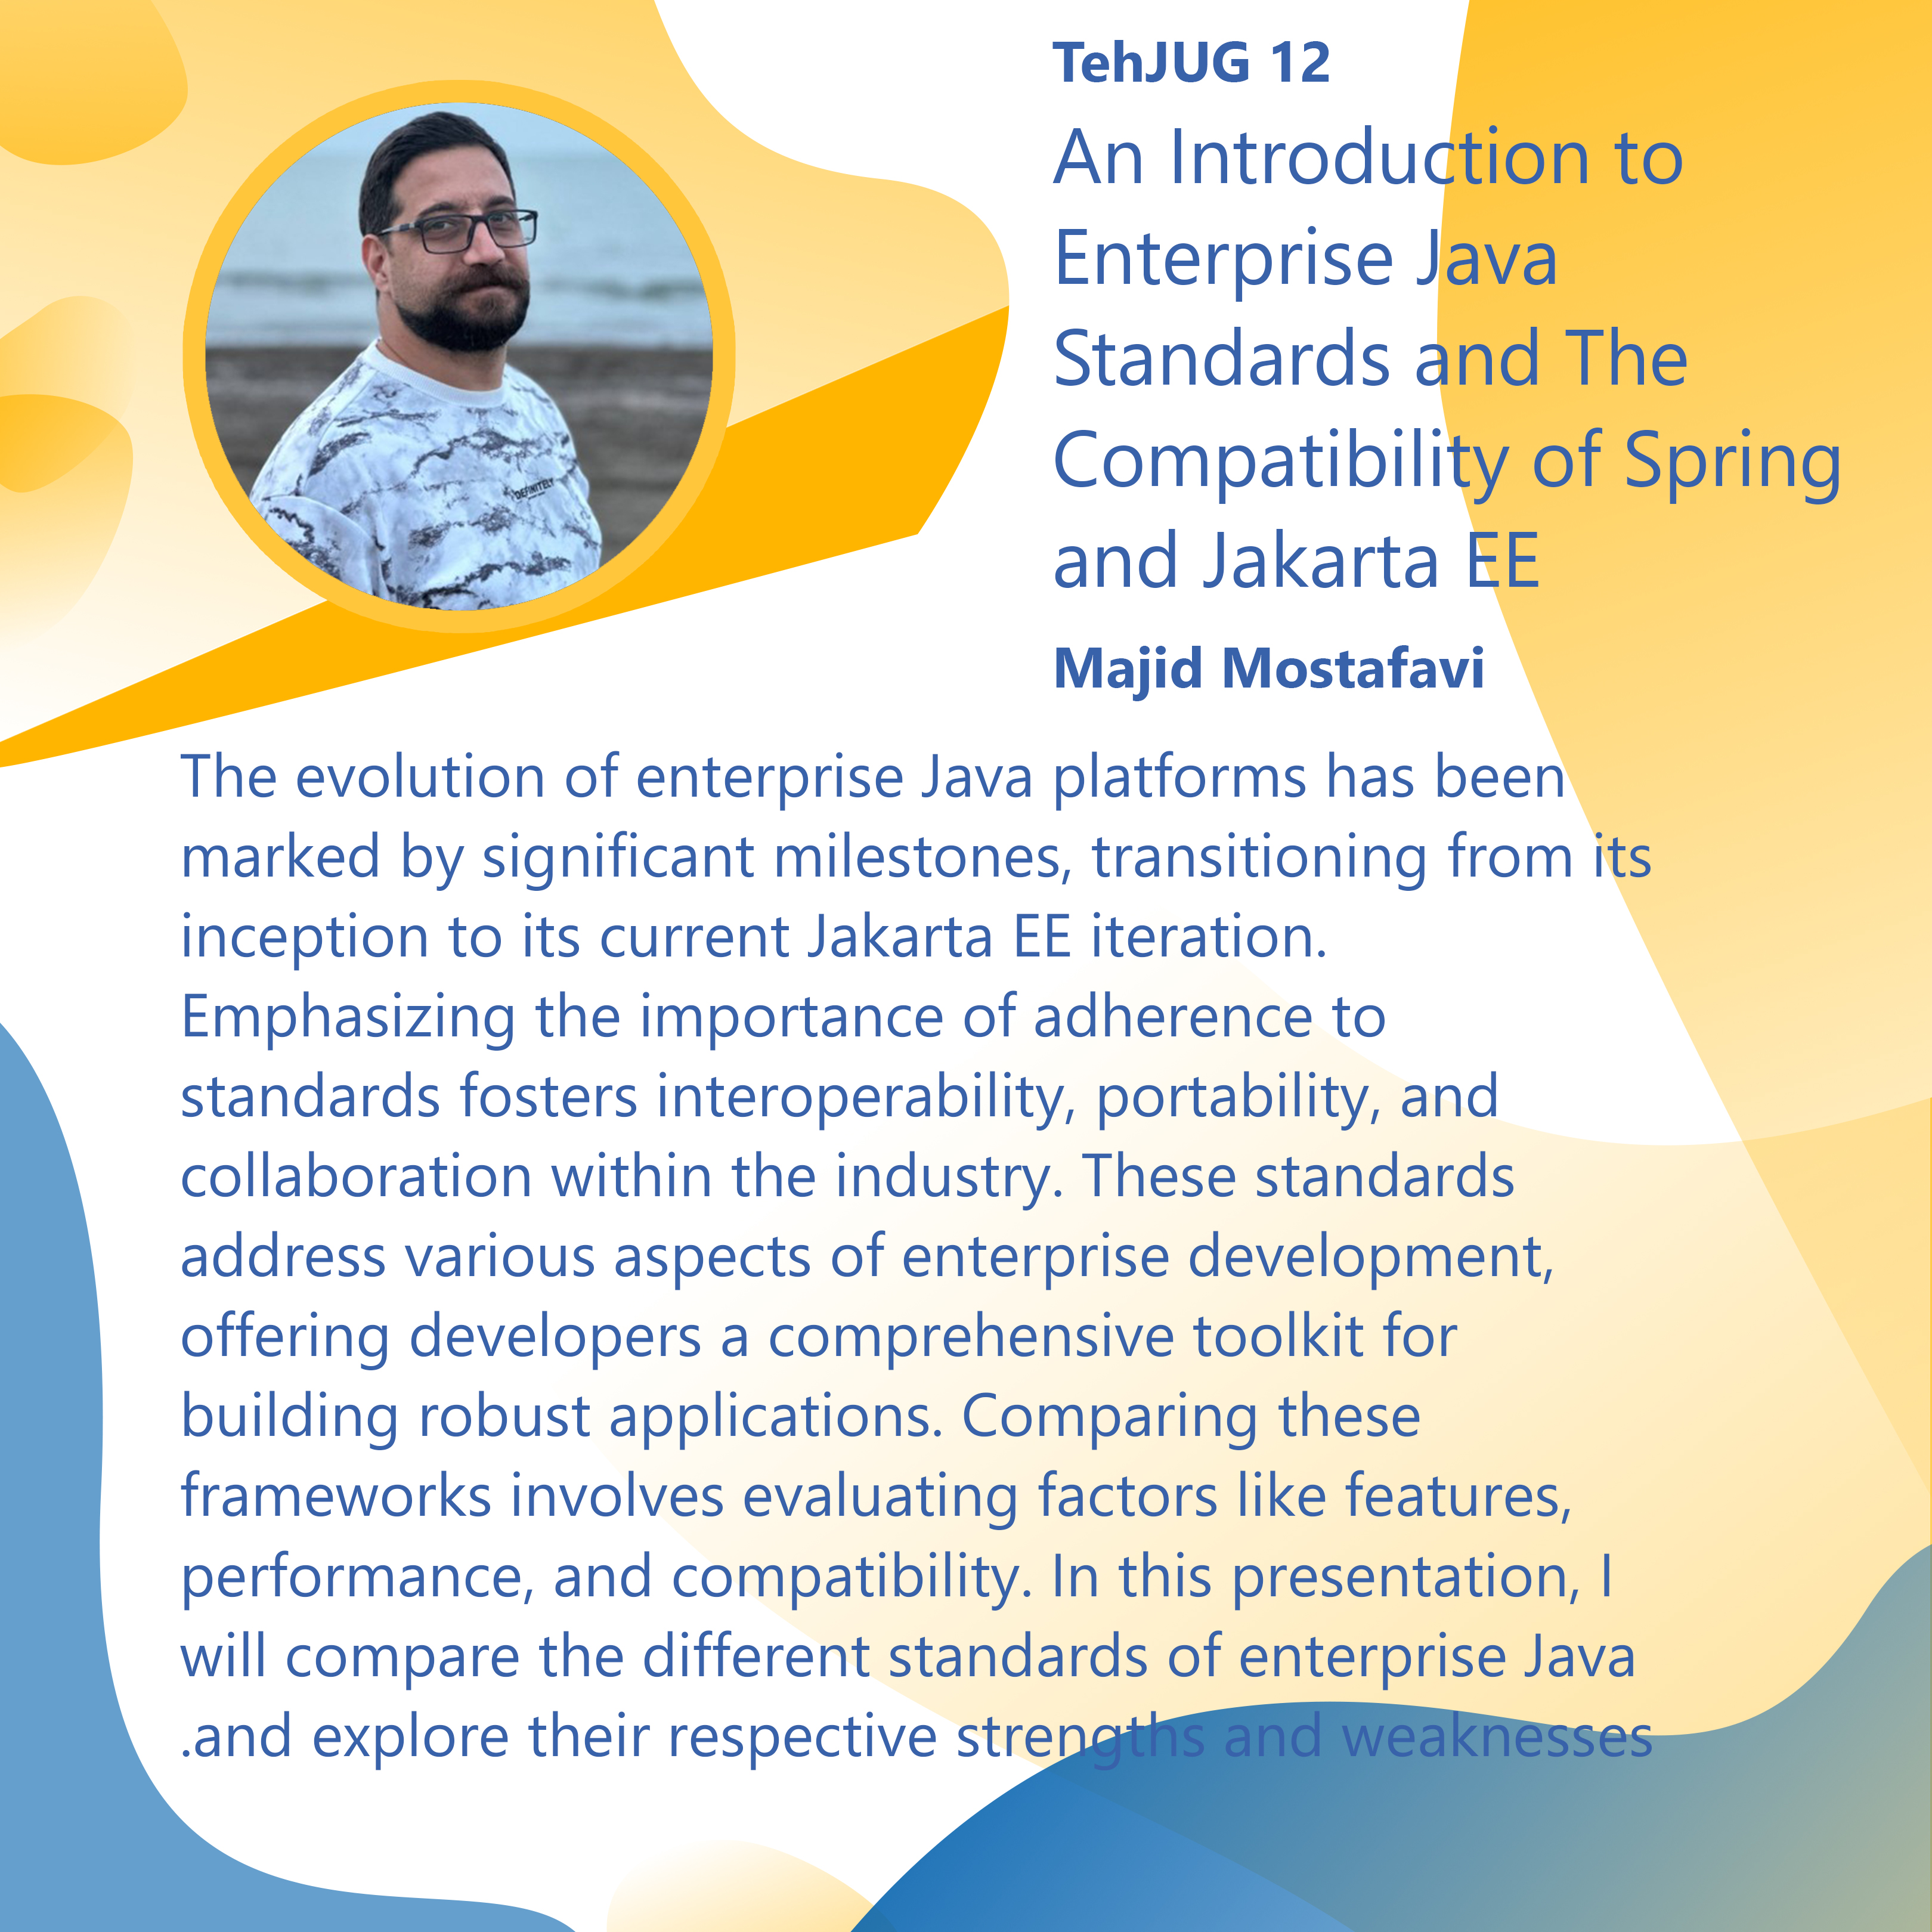 TehJUG 12
An Introduction to
Enterprise Java
Standards and The
Compatibility of Spring
and Jakarta EE
Majid Mostafavi
DEFINITELY
The evolution of enterprise Java platforms has been
marked by significant milestones, transitioning from its
inception to its current Jakarta EE iteration.
Emphasizing the importance of adherence to
standards fosters interoperability, portability, and
collaboration within the industry. These standards
address various aspects of enterprise development,
offering developers a comprehensive toolkit for
building robust applications. Comparing these
frameworks involves evaluating factors like features,
performance, and compatibility. In this presentation, I
will compare the different standards of enterprise Java
.and explore their respective strengths and weaknesses